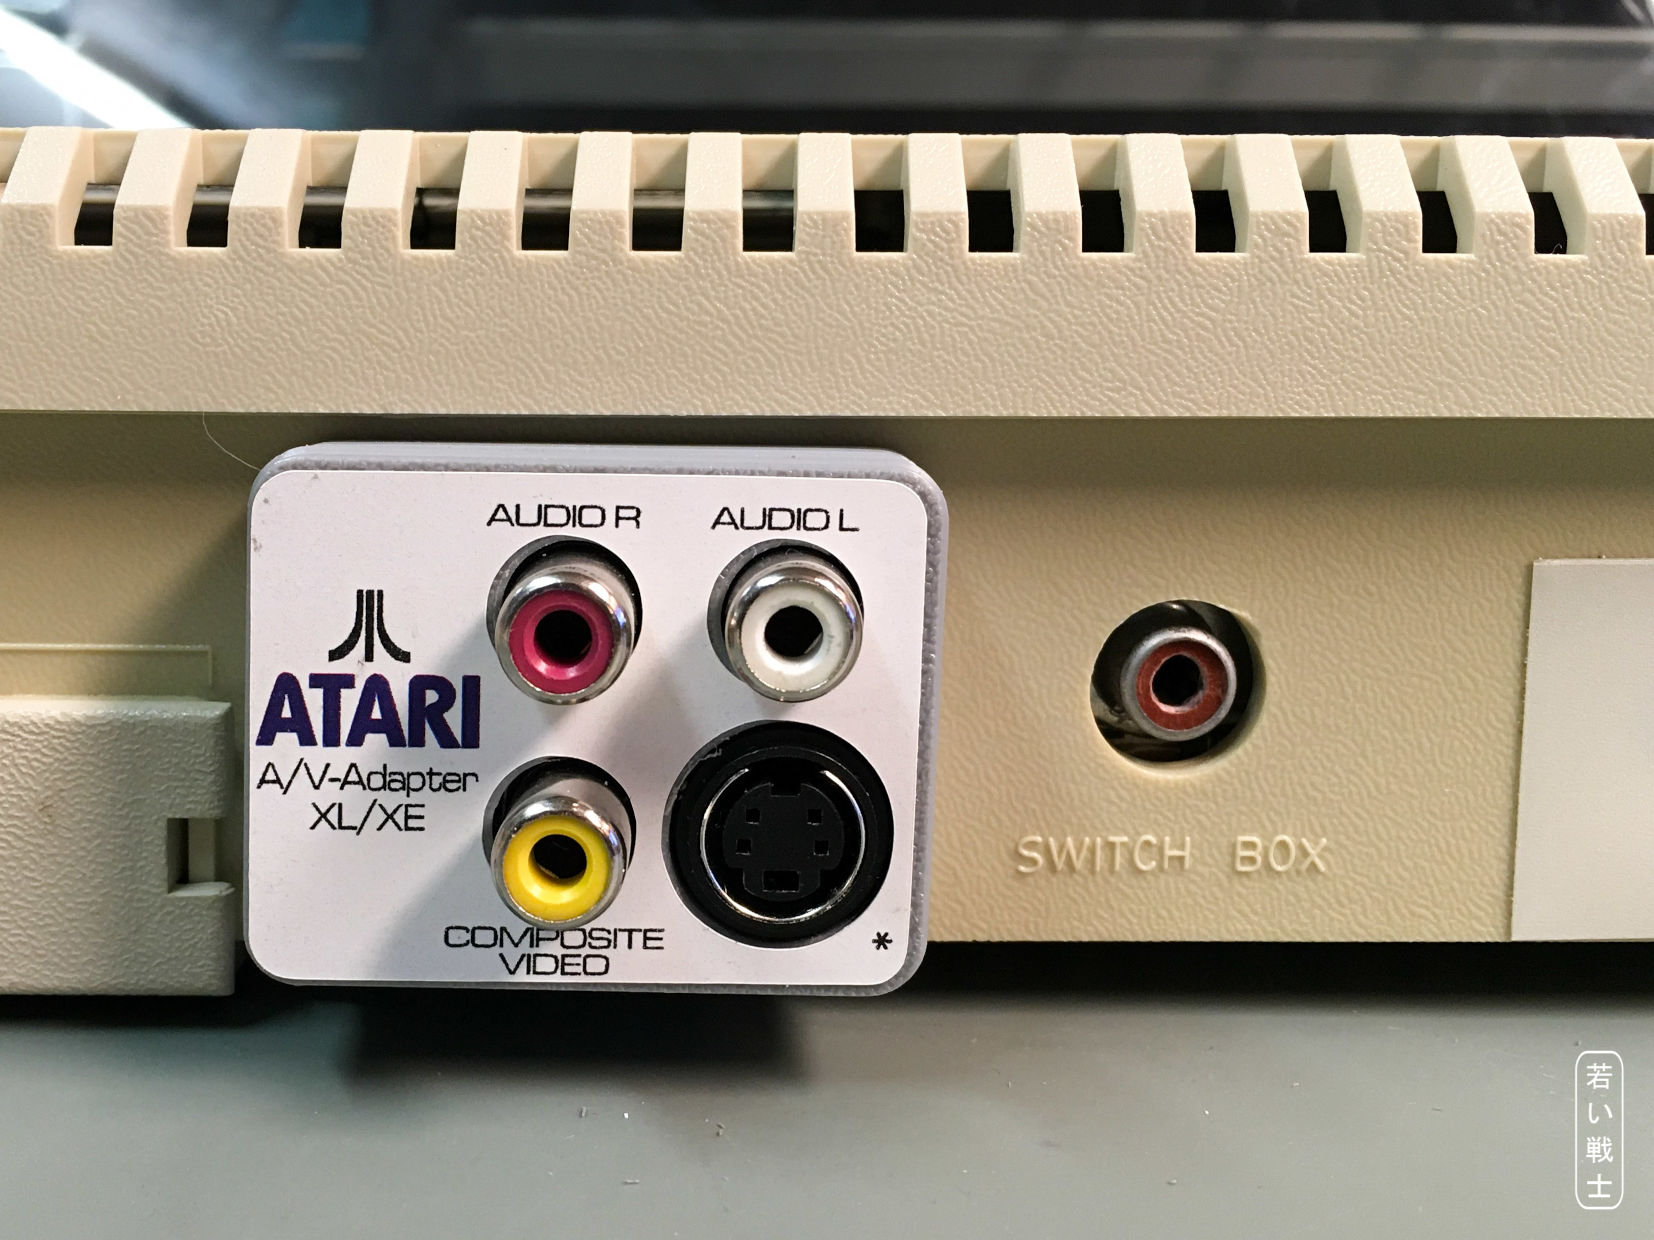 AUDIO R
AUDIO L
ATARI
A/V-Adapter
XL/XE
COMPOSITE
VIDEO
*
SWITCH BOX
若い戦士